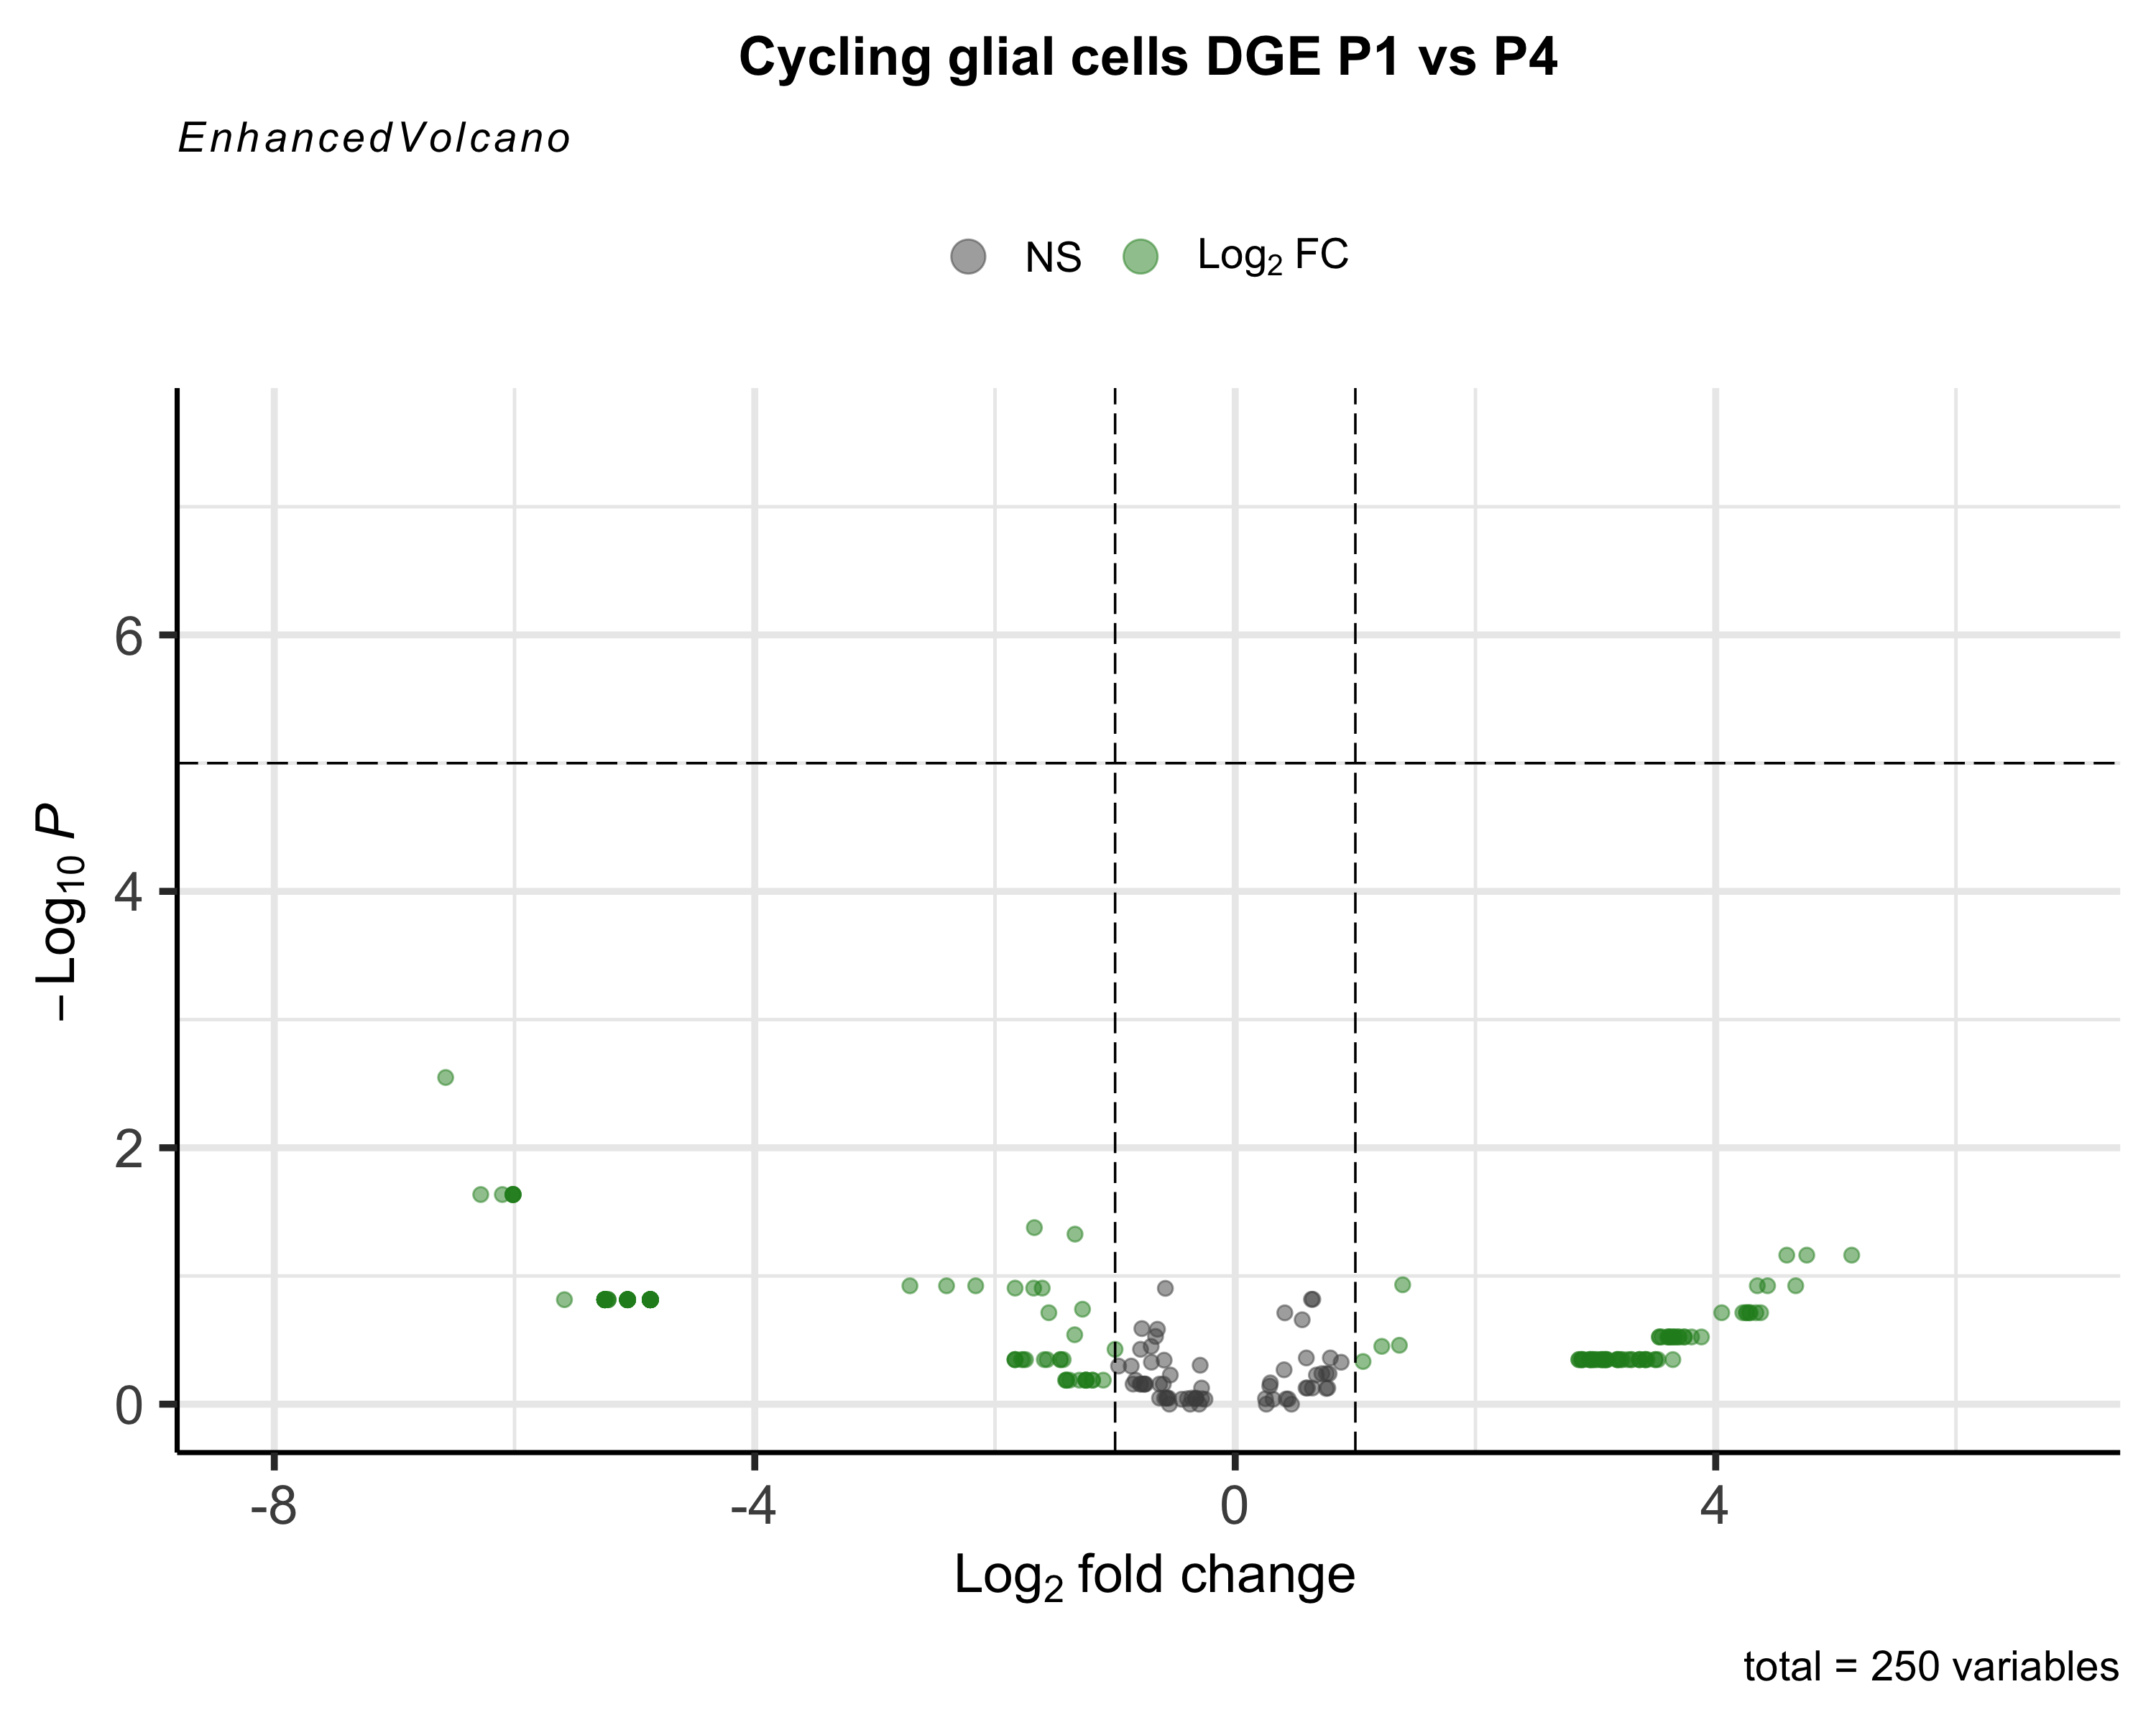 Cycling glial cells DGE P1 vs P4
EnhancedVolcano
NS
Log₂ FC
−Log₁₀ P
6
4
2
0
-8
-4
0
4
Log₂ fold change
total = 250 variables